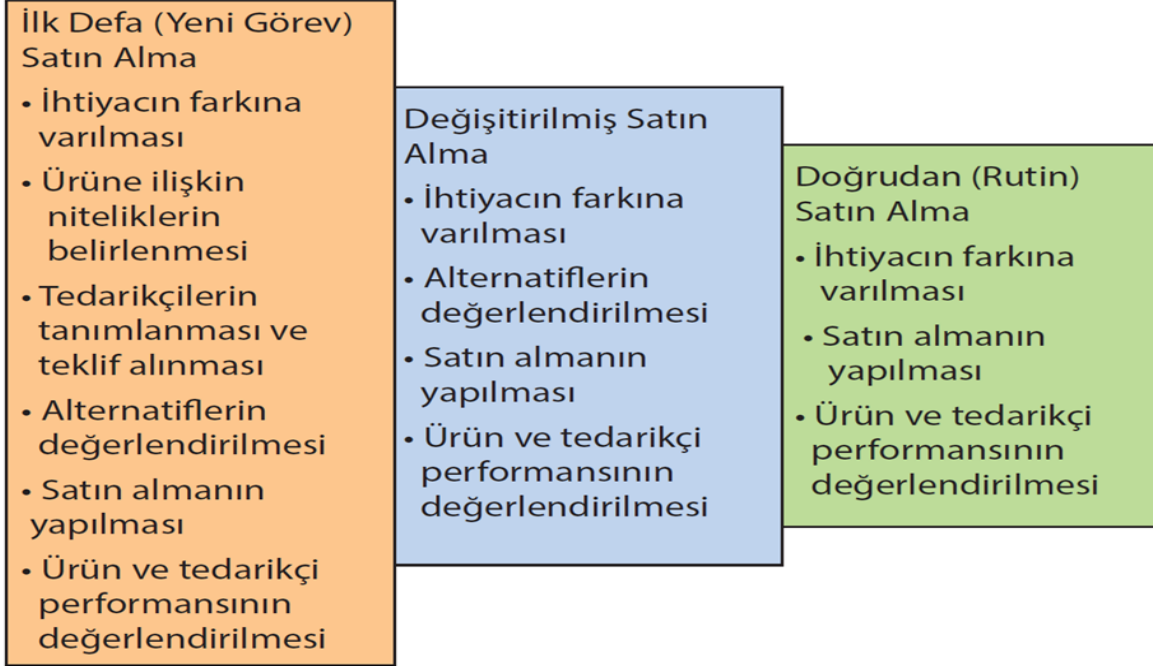 İlk Defa (Yeni Görev)
Satın Alma
• İhtiyacın farkına
varılması
• Ürüne ilişkin
niteliklerin
belirlenmesi
• Tedarikçilerin
tanımlanması ve
teklif alınması
• Alternatiflerin
değerlendirilmesi
• Satın almanın
yapılması
• Ürün ve tedarikçi
performansının
değerlendirilmesi
Değişitirilmiş Satın
Alma
• İhtiyacın farkına
varılması
• Alternatiflerin
değerlendirilmesi
• Satın almanın
yapılması
• Ürün ve tedarikçi
performansının
değerlendirilmesi
Doğrudan (Rutin)
Satın Alma
• İhtiyacın farkına
varılması
• Satın almanın
yapılması
• Ürün ve tedarikçi
performansının
değerlendirilmesi